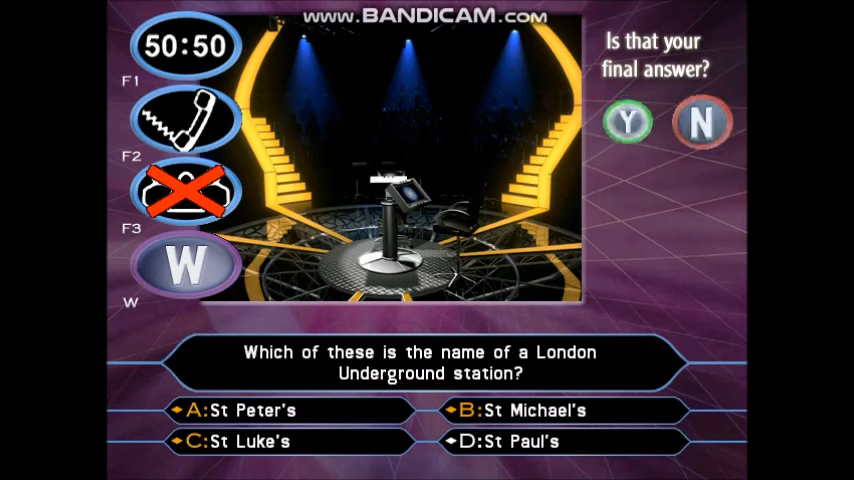 www.BANDICAM.com
50:50
F1
F2
F3
W
W
Is that your
final answer?
Y
N
Which of these is the name of a London
Underground station?
A:St Peter's
B:St Michael's
C:St Luke's
D:St Paul's